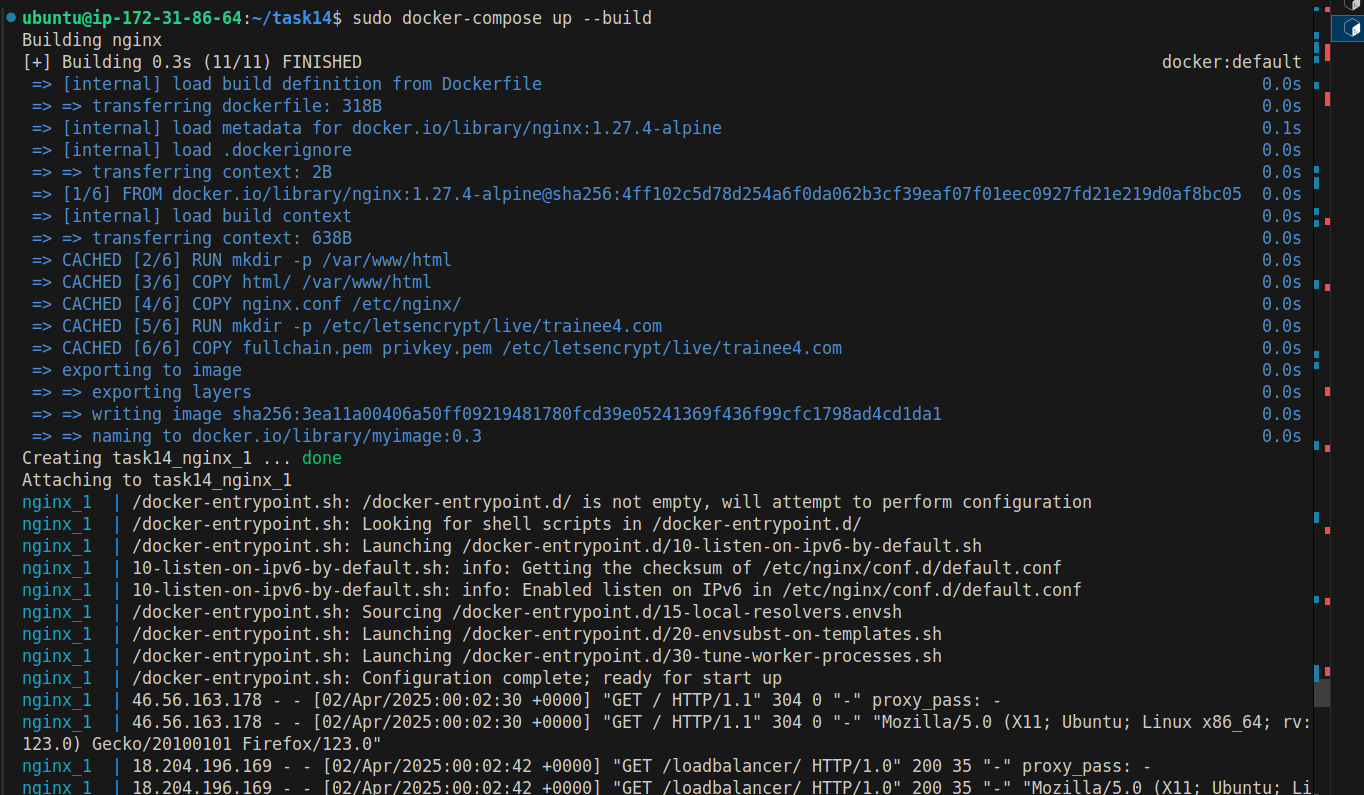 ubuntu@ip-172-31-86-64:~/task14$ sudo docker-compose up --build
Building nginx
[+] Building 0.3s (11/11) FINISHED docker:default
=> [internal] load build definition from Dockerfile 0.0s
=> => transferring dockerfile: 318B 0.0s
=> [internal] load metadata for docker.io/library/nginx:1.27.4-alpine 0.1s
=> [internal] load .dockerignore 0.0s
=> => transferring context: 2B 0.0s
=> [1/6] FROM docker.io/library/nginx:1.27.4-alpine@sha256:4ff102c5d78d254a6f0da062b3cf39eaf07f01eec0927fd21e219d0af8bc05 0.0s
=> [internal] load build context 0.0s
=> => transferring context: 638B 0.0s
=> CACHED [2/6] RUN mkdir -p /var/www/html 0.0s
=> CACHED [3/6] COPY html/ /var/www/html 0.0s
=> CACHED [4/6] COPY nginx.conf /etc/nginx/ 0.0s
=> CACHED [5/6] RUN mkdir -p /etc/letsencrypt/live/trainee4.com 0.0s
=> CACHED [6/6] COPY fullchain.pem privkey.pem /etc/letsencrypt/live/trainee4.com 0.0s
=> exporting to image 0.0s
=> => exporting layers 0.0s
=> => writing image sha256:3ea11a00406a50ff09219481780fcd39e05241369f436f99cfc1798ad4cd1da1 0.0s
=> => naming to docker.io/library/myimage:0.3 0.0s
Creating task14_nginx_1 ... done
Attaching to task14_nginx_1
nginx_1 | /docker-entrypoint.sh: /docker-entrypoint.d/ is not empty, will attempt to perform configuration
nginx_1 | /docker-entrypoint.sh: Looking for shell scripts in /docker-entrypoint.d/
nginx_1 | /docker-entrypoint.sh: Launching /docker-entrypoint.d/10-listen-on-ipv6-by-default.sh
nginx_1 | 10-listen-on-ipv6-by-default.sh: info: Getting the checksum of /etc/nginx/conf.d/default.conf
nginx_1 | 10-listen-on-ipv6-by-default.sh: info: Enabled listen on IPv6 in /etc/nginx/conf.d/default.conf
nginx_1 | /docker-entrypoint.sh: Sourcing /docker-entrypoint.d/15-local-resolvers.envsh
nginx_1 | /docker-entrypoint.sh: Launching /docker-entrypoint.d/20-envsubst-on-templates.sh
nginx_1 | /docker-entrypoint.sh: Launching /docker-entrypoint.d/30-tune-worker-processes.sh
nginx_1 | /docker-entrypoint.sh: Configuration complete; ready for start up
nginx_1 | 46.56.163.178 - - [02/Apr/2025:00:02:30 +0000] "GET / HTTP/1.1" 304 0 "-" proxy_pass: -
nginx_1 | 46.56.163.178 - - [02/Apr/2025:00:02:30 +0000] "GET / HTTP/1.1" 304 0 "-" "Mozilla/5.0 (X11; Ubuntu; Linux x86_64; rv:
123.0) Gecko/20100101 Firefox/123.0"
nginx_1 | 18.204.196.169 - - [02/Apr/2025:00:02:42 +0000] "GET /loadbalancer/ HTTP/1.0" 200 35 "-" proxy_pass: -
nginx_1 | 18.204.196.169 - - [02/Apr/2025:00:02:42 +0000] "GET /loadbalancer/ HTTP/1.0" 200 35 "-" "Mozilla/5.0 (X11; Ubuntu; Li